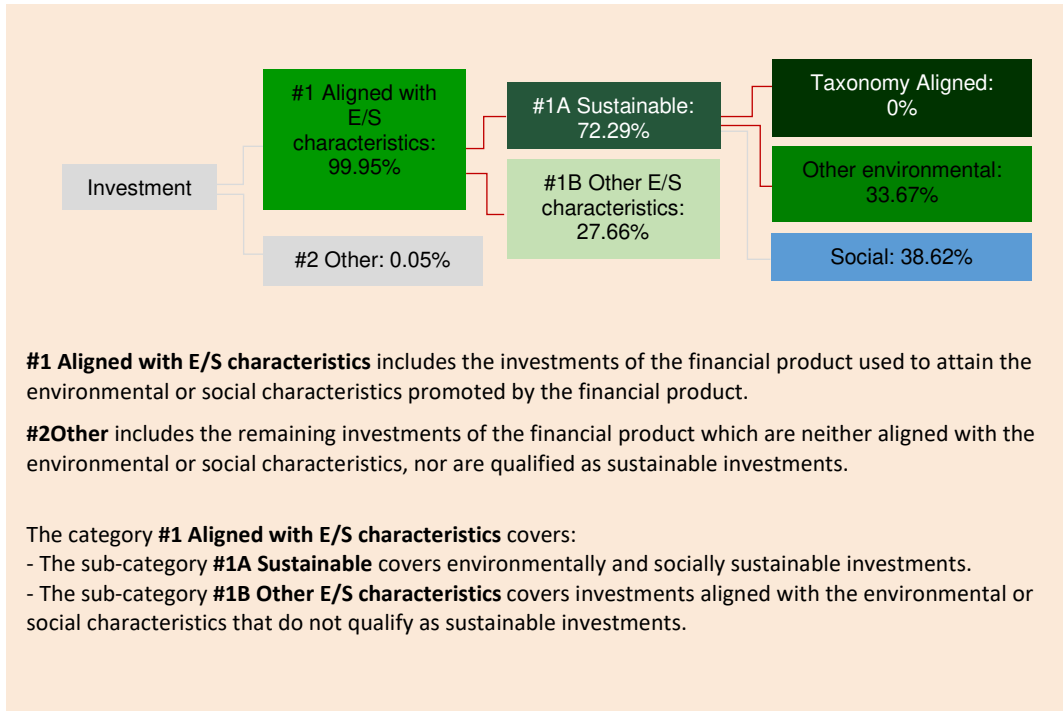 Investment
#1 Aligned with
E/S
characteristics:
99.95%
#2 Other: 0.05%
#1A Sustainable:
72.29%
#1B Other E/S
characteristics:
27.66%
Taxonomy Aligned:
0%
Other environmental:
33.67%
Social: 38.62%
#1 Aligned with E/S characteristics includes the investments of the financial product used to attain the
environmental or social characteristics promoted by the financial product.
#2Other includes the remaining investments of the financial product which are neither aligned with the
environmental or social characteristics, nor are qualified as sustainable investments.
The category #1 Aligned with E/S characteristics covers:
- The sub-category #1A Sustainable covers environmentally and socially sustainable investments.
- The sub-category #1B Other E/S characteristics covers investments aligned with the environmental or
social characteristics that do not qualify as sustainable investments.